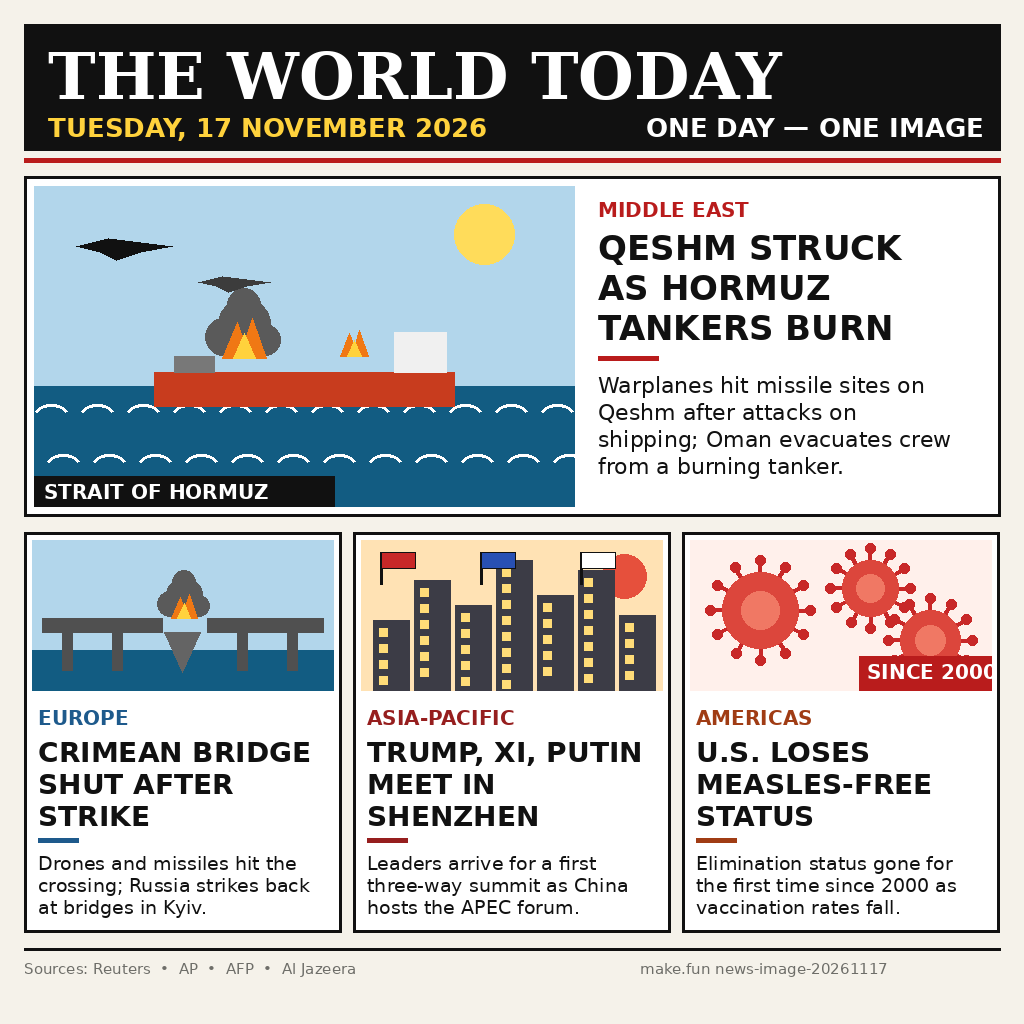 THE WORLD TODAY
TUESDAY, 17 NOVEMBER 2026
ONE DAY — ONE IMAGE
STRAIT OF HORMUZ
MIDDLE EAST
QESHM STRUCK
AS HORMUZ
TANKERS BURN
Warplanes hit missile sites on
Qeshm after attacks on
shipping; Oman evacuates crew
from a burning tanker.
EUROPE
CRIMEAN BRIDGE
SHUT AFTER
STRIKE
Drones and missiles hit the
crossing; Russia strikes back
at bridges in Kyiv.
ASIA-PACIFIC
TRUMP, XI, PUTIN
MEET IN
SHENZHEN
Leaders arrive for a first
three-way summit as China
hosts the APEC forum.
SINCE 2000
AMERICAS
U.S. LOSES
MEASLES-FREE
STATUS
Elimination status gone for
the first time since 2000 as
vaccination rates fall.
Sources: Reuters • AP • AFP • Al Jazeera
make.fun news-image-20261117